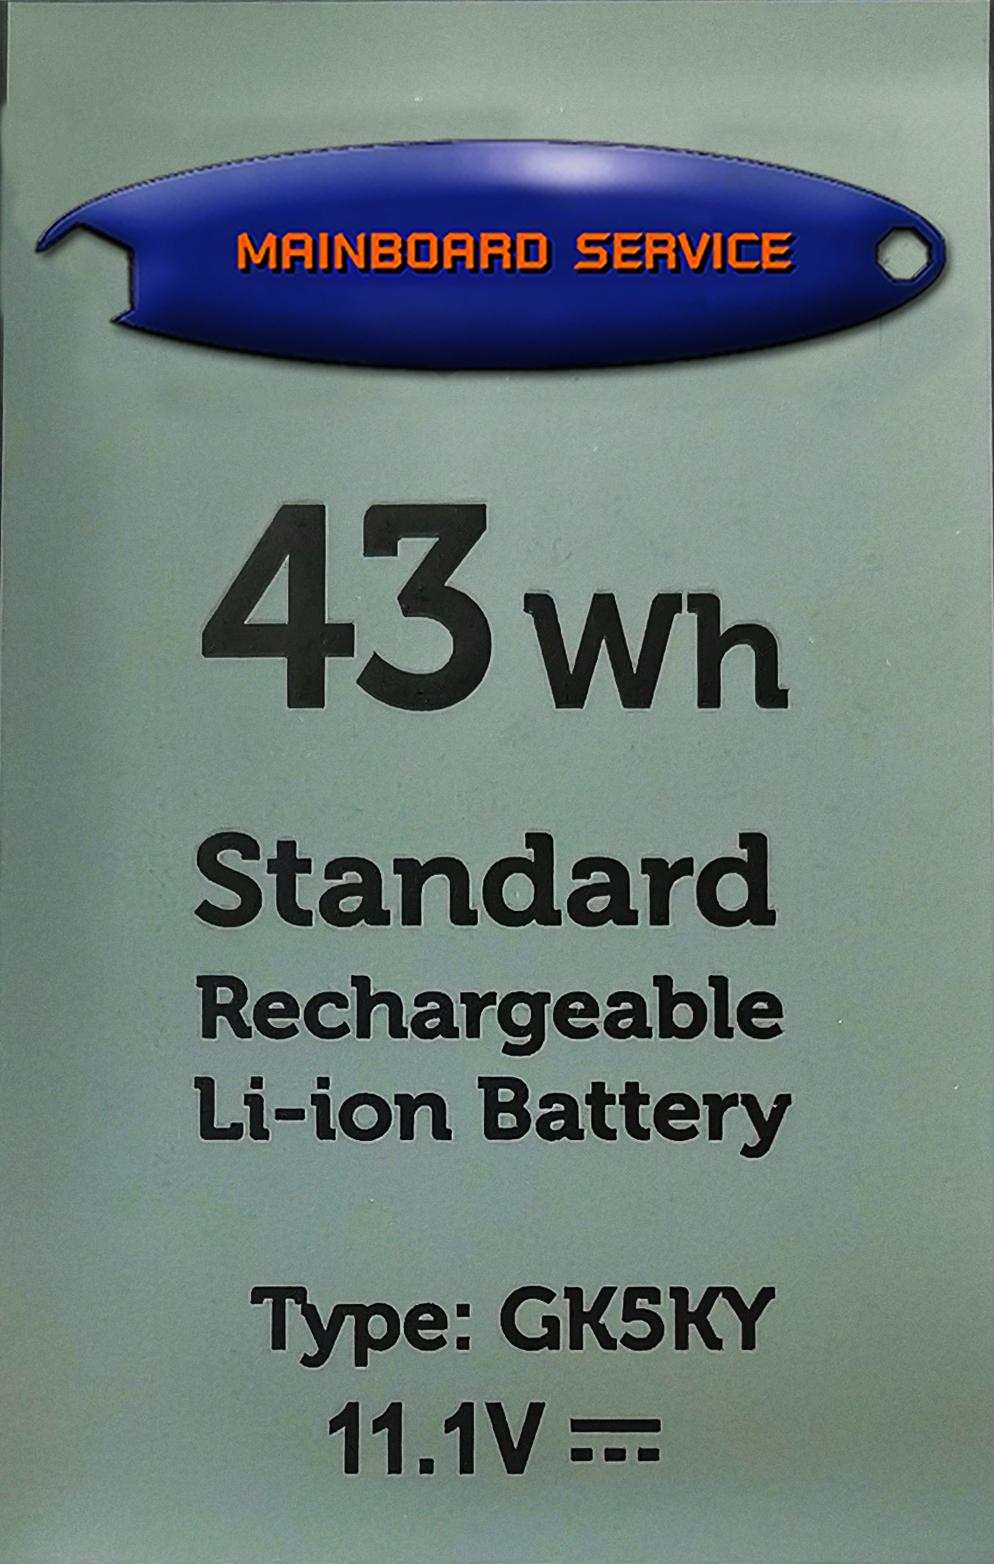 MAINBOARD SERVICE
43 Wh
Standard
Rechargeable
Li-ion Battery
Type: GK5KY
11.1V ⎓